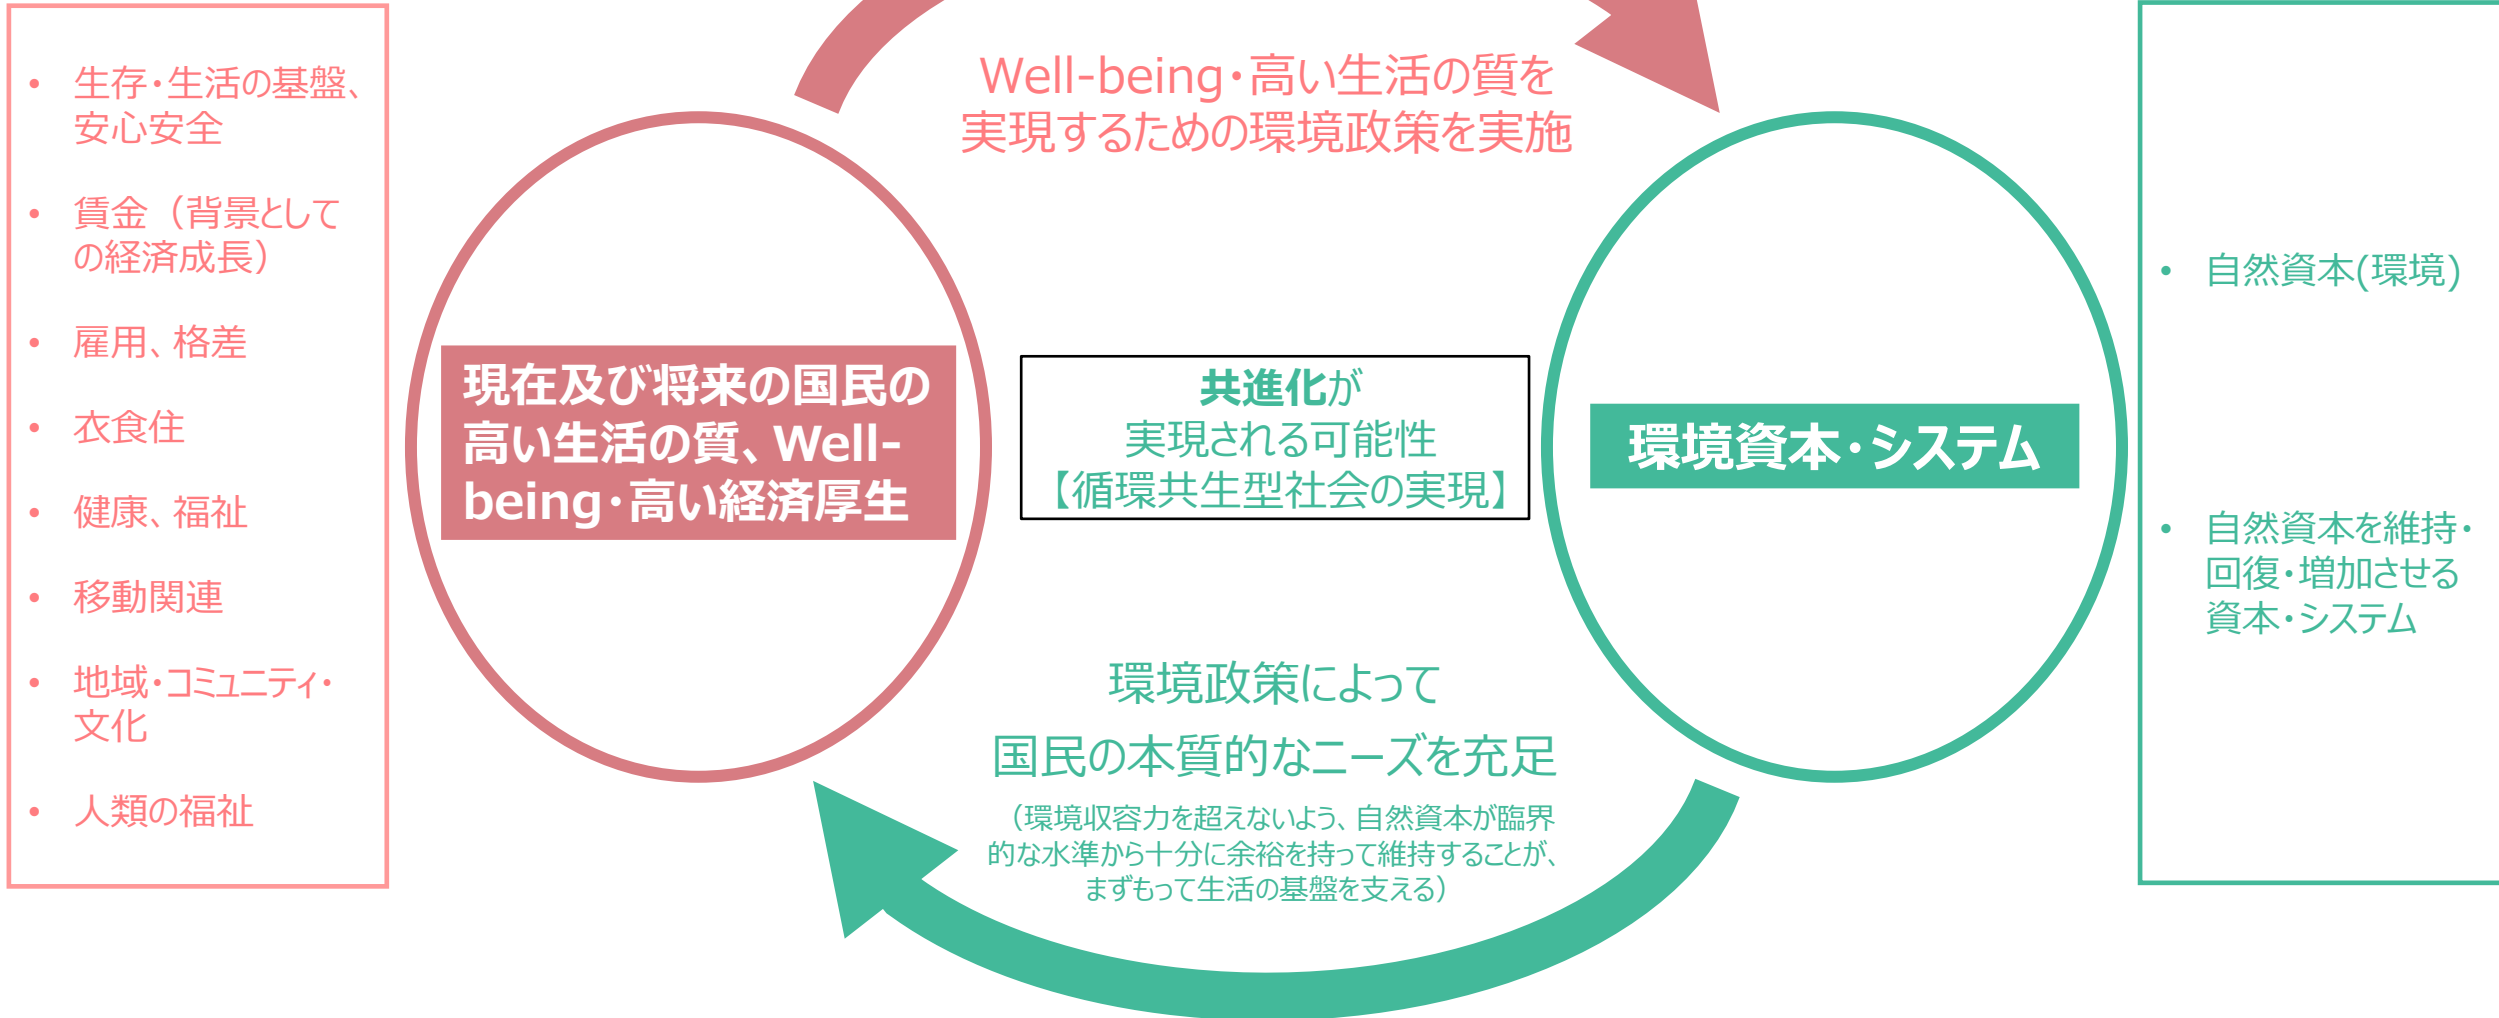 • 生存・生活の基盤、
安心安全
• 賃金（背景として
の経済成長）
• 雇用、格差
• 衣食住
• 健康、福祉
• 移動関連
• 地域・コミュニティ・
文化
• 人類の福祉
Well-being・高い生活の質を
実現するための環境政策を実施
現在及び将来の国民の
高い生活の質、Well-
being・高い経済厚生
共進化が
実現されると可能に
【循環共生型社会の実現】
環境資本・システム
環境政策によって
国民の本質的なニーズを充足
（環境収容力を超えないよう、自然資本が臨界
的な水準から十分に余裕を持って維持することが、
まずもって生活の基盤を支える）
• 自然資本(環境)
• 自然資本を維持・
回復・増加させる
資本・システム